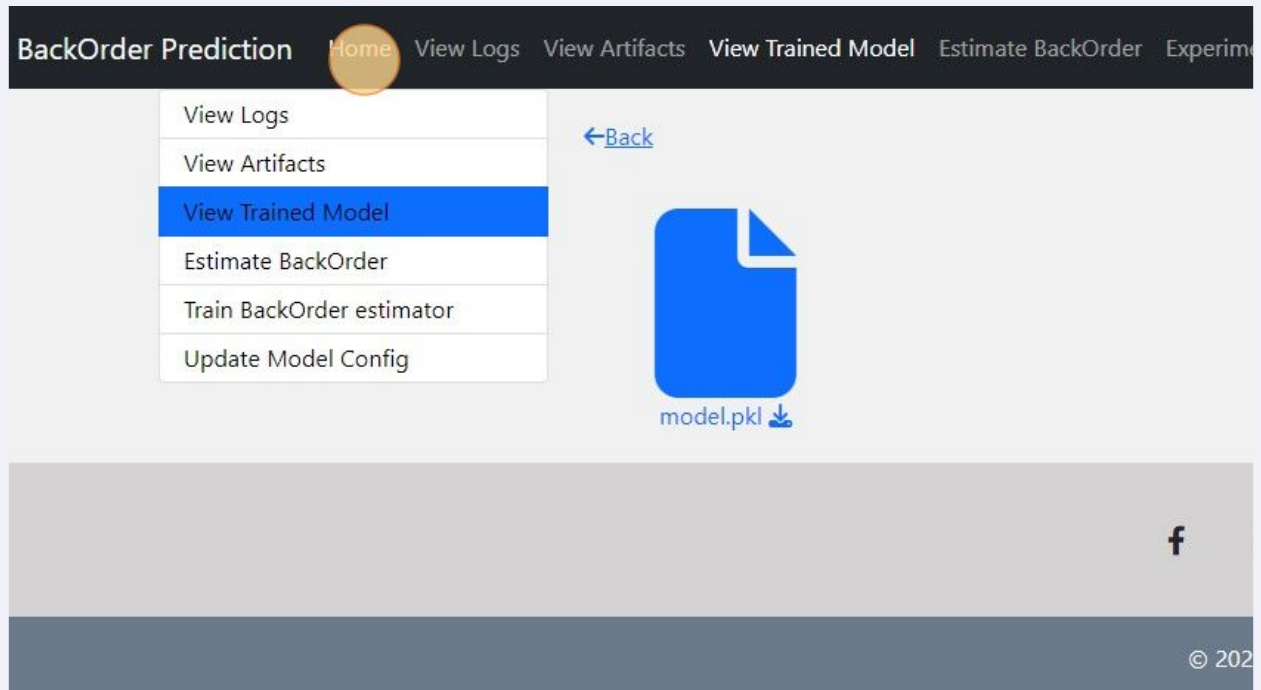 BackOrder Prediction Home View Logs View Artifacts View Trained Model Estimate BackOrder
View Logs
View Artifacts
View Trained Model
Estimate BackOrder
Train BackOrder estimator
Update Model Config
Back
model.pkl
©